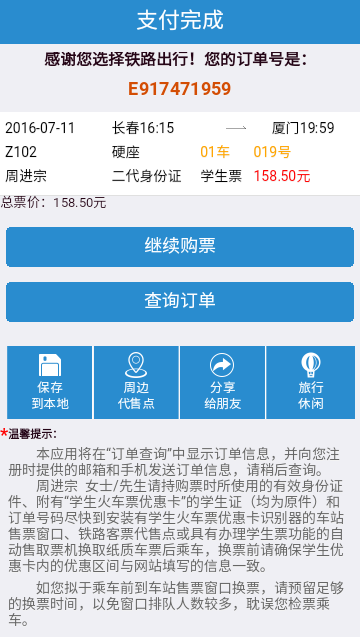 支付完成
感谢您选择铁路出行！您的订单号是：
E917471959
2016-07-11 长春16:15 厦门19:59
Z102 硬座 01车 019号
周进宗 二代身份证 学生票 158.50元
总票价：158.50元
继续购票
查询订单
保存
到本地
周边
代售点
分享
给朋友
旅行
休闲
*温馨提示：
本应用将在“订单查询”中显示订单信息，并向您注
册时提供的邮箱和手机发送订单信息，请稍后查询。
周进宗 女士/先生请持购票时所使用的有效身份证
件、附有“学生火车票优惠卡”的学生证（均为原件）和
订单号码尽快到安装有学生火车票优惠卡识别器的车站
售票窗口、铁路客票代售点或具有办理学生票功能的自
动售取票机换取纸质车票后乘车，换票前请确保学生优
惠卡内的优惠区间与网站填写的信息一致。
如您拟于乘车前到车站售票窗口换票，请预留足够
的换票时间，以免窗口排队人数较多，耽误您检票乘
车。